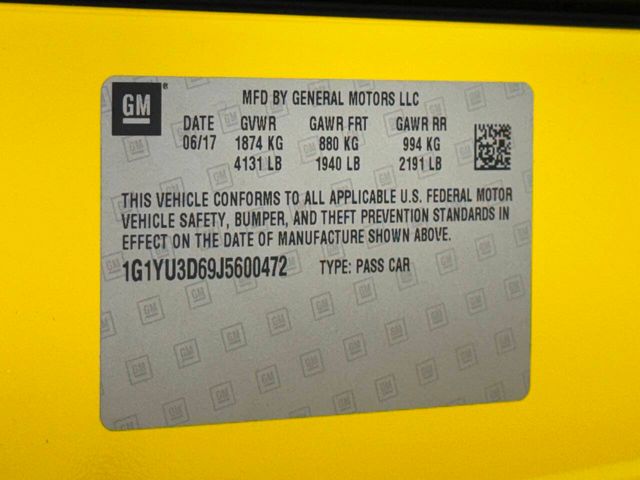 GM ®
MFD BY GENERAL MOTORS LLC
DATE GVWR GAWR FRT GAWR RR
06/17 1874 KG 880 KG 994 KG
4131 LB 1940 LB 2191 LB
THIS VEHICLE CONFORMS TO ALL APPLICABLE U.S. FEDERAL MOTOR
VEHICLE SAFETY, BUMPER, AND THEFT PREVENTION STANDARDS IN
EFFECT ON THE DATE OF MANUFACTURE SHOWN ABOVE.
1G1YU3D69J5600472 TYPE: PASS CAR